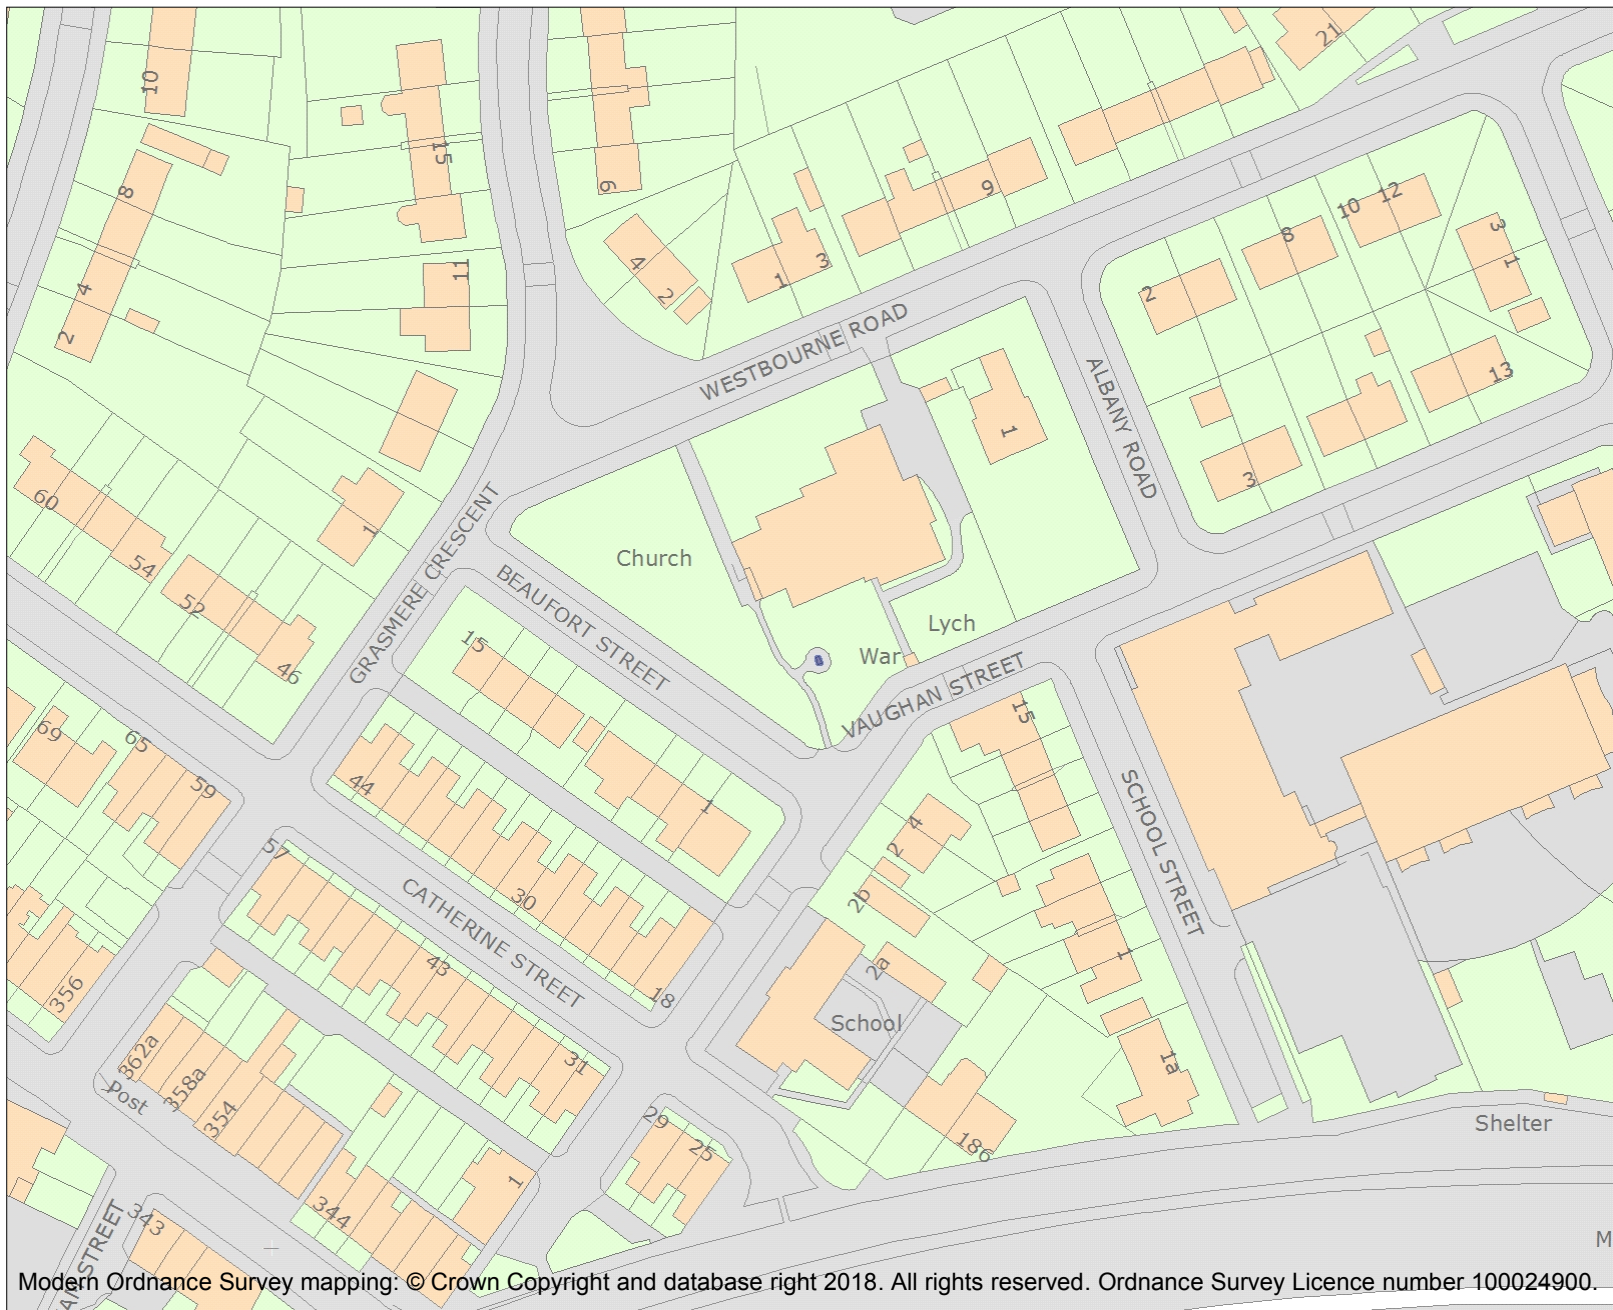 10
15
6
21
9
8
4
2
11
4
2
1
3
WESTBOURNE ROAD
10
12
8
2
3
1
13
3
ALBANY ROAD
1
60
54
52
46
1
GRASMERE CRESCENT
Church
BEAUFORT STREET
Lych
War
VAUGHAN STREET
15
15
SCHOOL STREET
69
65
59
44
1
4
2
2b
57
CATHERINE STREET
30
43
18
2a
School
1
1a
356
362a
358a
354
Post
31
29
25
186
Shelter
1
344
343
M
Modern Ordnance Survey mapping: © Crown Copyright and database right 2018. All rights reserved. Ordnance Survey Licence number 100024900.